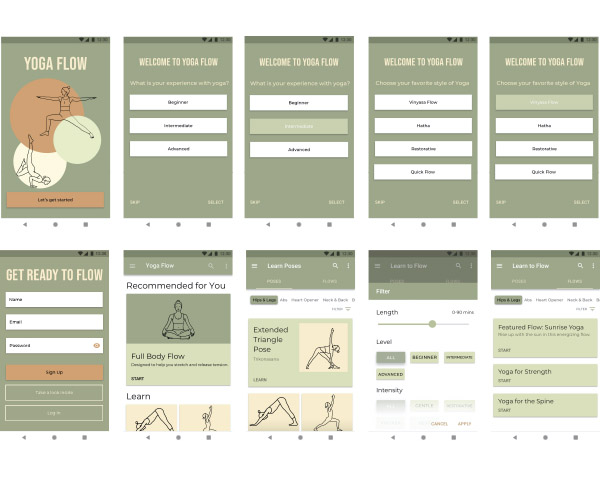 12:30
YOGA FLOW
Let's get started
12:30
WELCOME TO YOGA FLOW
What is your experience with yoga?
Beginner
Intermediate
Advanced
SKIP
SELECT
12:30
WELCOME TO YOGA FLOW
What is your experience with yoga?
Beginner
Intermediate
Advanced
SKIP
SELECT
12:30
WELCOME TO YOGA FLOW
Choose your favorite style of Yoga
Vinyasa Flow
Hatha
Restorative
Quick Flow
SKIP
SELECT
12:30
WELCOME TO YOGA FLOW
Choose your favorite style of Yoga
Vinyasa Flow
Hatha
Restorative
Quick Flow
SKIP
SELECT
12:30
GET READY TO FLOW
Name
Email
Password
Sign Up
Log in
12:30
Yoga Flow
Recommended for You
Full Body Flow
Designed to help you stretch and release tension.
START
Learn
12:30
Learn Poses
POSES
FLOWS
Hips & Legs Abs Heart Opener Neck & Back
FILTER
Extended
Triangle
Pose
LEARN
12:30
Learn to Flow
POSES
FLOWS
Filter
Length
0-90 mins
Level
ALL
BEGINNER
INTERMEDIATE
ADVANCED
Intensity
ALL
GENTLE
CANCEL
APPLY
12:30
Learn to Flow
POSES
FLOWS
Hips & Legs Abs Heart Opener Neck & Back
FILTER
Featured Flow: Sunrise Yoga
Rise up with the sun in this energizing flow.
START
Yoga for Strength
START
Yoga for the Spine
START